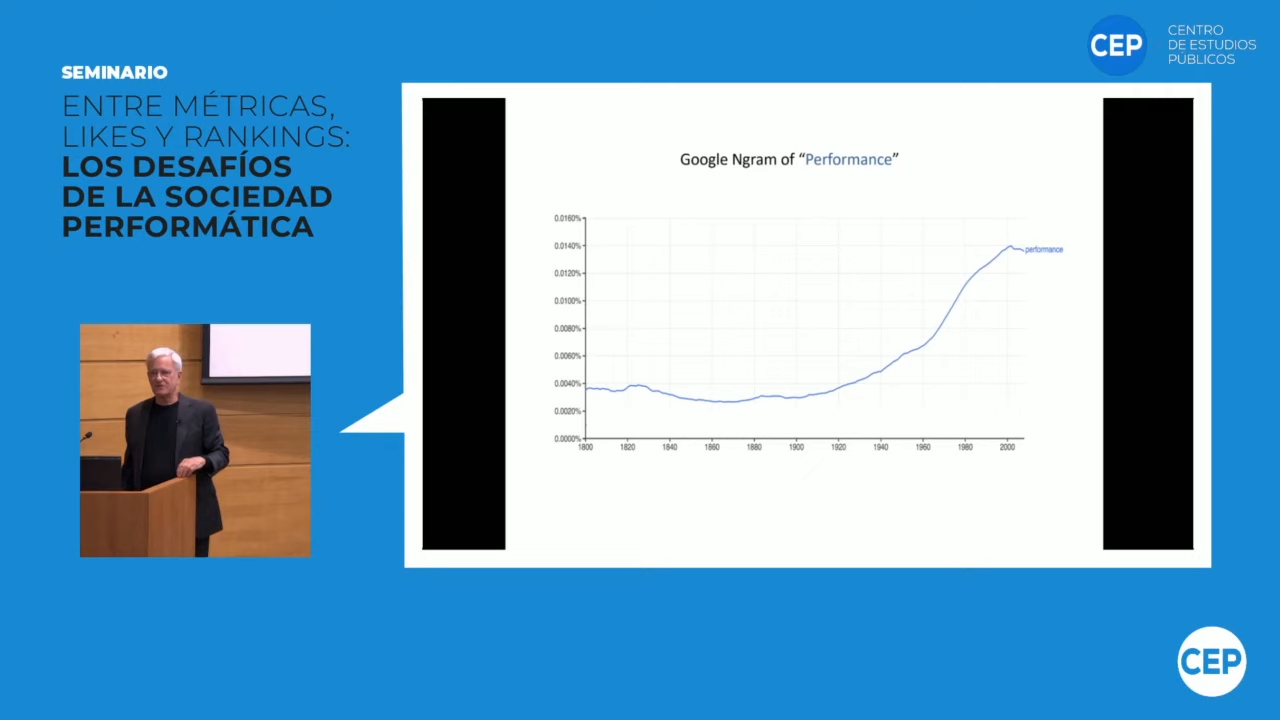 SEMINARIO
ENTRE MÉTRICAS,
LIKES Y RANKINGS:
LOS DESAFÍOS
DE LA SOCIEDAD
PERFORMÁTICA
CEP
CENTRO
DE ESTUDIOS
PÚBLICOS
Google Ngram of “Performance”
0.0160%
0.0140%
0.0120%
0.0100%
0.0080%
0.0060%
0.0040%
0.0020%
0.0000%
1800 1820 1840 1860 1880 1900 1920 1940 1960 1980 2000
performance
CEP